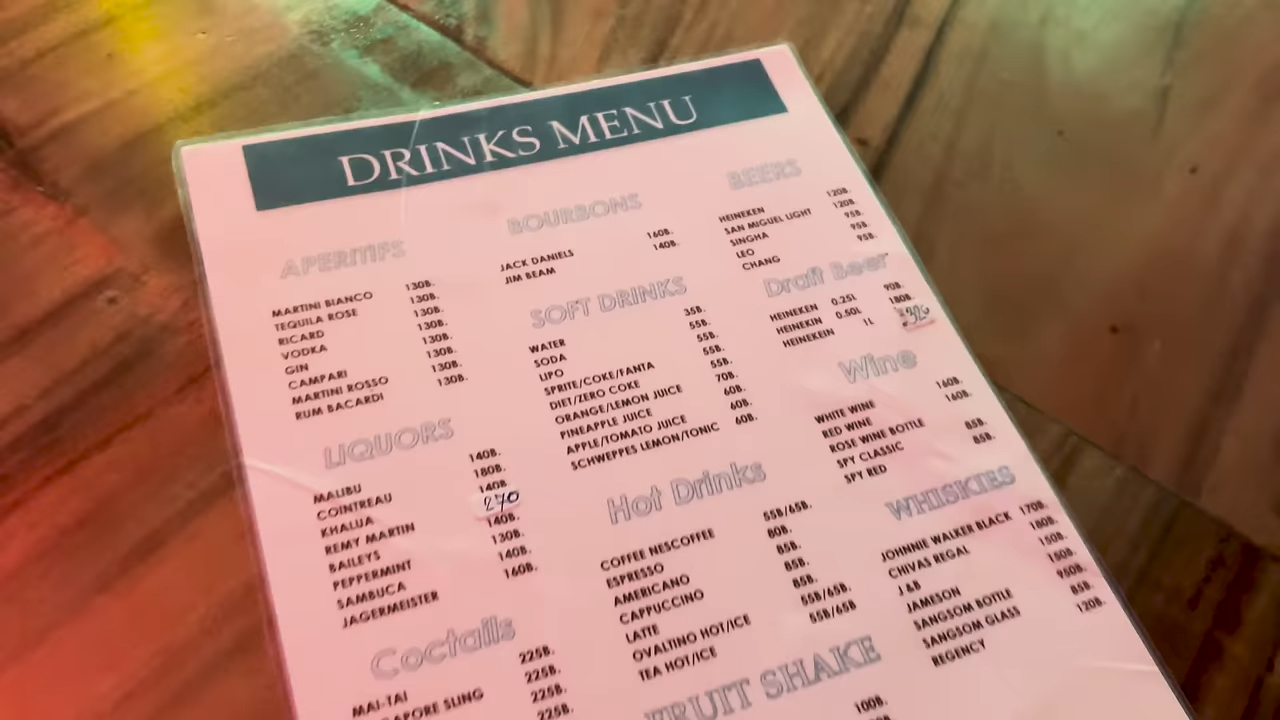 DRINKS MENU
APERITIFS
MARTINI BIANCO 130B.
TEQUILA ROSE 130B.
RICARD 130B.
VODKA 130B.
GIN 130B.
CAMPARI 130B.
MARTINI ROSSO 130B.
RUM BACARDI 130B.
LIQUORS
MALIBU 140B.
COINTREAU 180B.
KHALUA 140B
REMY MARTIN 270
BAILEYS 140B.
PEPPERMINT 130B.
SAMBUCA 140B.
JAGERMEISTER 160B.
Coctails
MAI-TAI 225B.
APORE SLING 225B.
225B.
225B.
BOURBONS
JACK DANIELS 160B.
JIM BEAM 140B.
SOFT DRINKS
WATER 35B.
SODA 55B.
LIPO 55B.
SPRITE/COKE/FANTA 55B.
DIET/ZERO COKE 55B.
ORANGE/LEMON JUICE 70B.
PINEAPPLE JUICE 60B.
APPLE/TOMATO JUICE 60B.
SCHWEPPES LEMON/TONIC 60B.
Hot Drinks
COFFEE NESCOFFEE 55B/65B.
ESPRESSO 80B.
AMERICANO 85B.
CAPPUCCINO 85B.
LATTE 85B.
OVALTINO HOT/ICE 55B/65B.
TEA HOT/ICE 55B/65B
FRUIT SHAKE
100B.
BEERS
HEINEKEN 120B.
SAN MIGUEL LIGHT 120B.
SINGHA 95B.
LEO 95B.
CHANG 95B.
Draft Beer
HEINEKEN 0.25L 90B.
HEINEKIN 0.50L 180B.
HEINEKEIN 1L 320
Wine
WHITE WINE 160B.
RED WINE 160B.
ROSE WINE BOTTLE
SPY CLASSIC 85B.
SPY RED 85B.
WHISKIES
JOHNNIE WALKER BLACK 170B.
CHIVAS REGAL 180B.
J &B 150B.
JAMESON 150B.
SANGSOM BOTTLE 950B.
SANGSOM GLASS 85B.
REGENCY 120B.